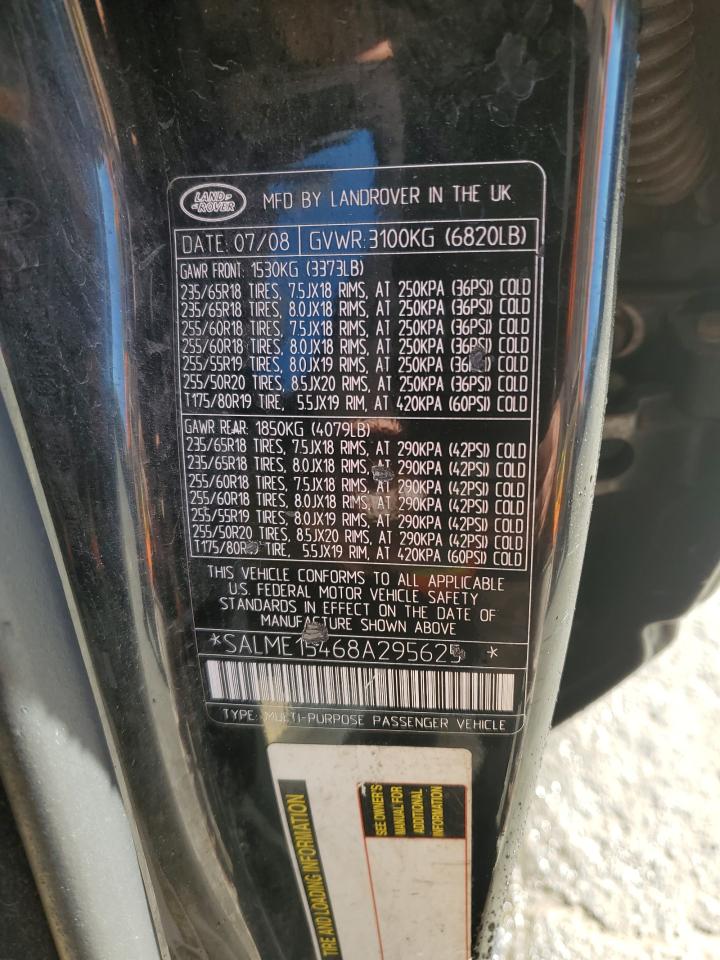 LAND-
-ROVER
MFD BY LANDROVER IN THE UK
DATE: 07/08 GVWR:3100KG (6820LB)
GAWR FRONT: 1530KG (3373LB)
235/65R18 TIRES, 7.5JX18 RIMS, AT 250KPA (36PSI) COLD
235/65R18 TIRES, 8.0JX18 RIMS, AT 250KPA (36PSI) COLD
255/60R18 TIRES, 7.5JX18 RIMS, AT 250KPA (36PSI) COLD
255/60R18 TIRES, 8.0JX18 RIMS, AT 250KPA (36PSI) COLD
255/55R19 TIRES, 8.0JX19 RIMS, AT 250KPA (36PSI) COLD
255/50R20 TIRES, 8.5JX20 RIMS, AT 250KPA (36PSI) COLD
T175/80R19 TIRE, 5.5JX19 RIM, AT 420KPA (60PSI) COLD
GAWR REAR: 1850KG (4079LB)
235/65R18 TIRES, 7.5JX18 RIMS, AT 290KPA (42PSI) COLD
235/65R18 TIRES, 8.0JX18 RIMS, AT 290KPA (42PSI) COLD
255/60R18 TIRES, 7.5JX18 RIMS, AT 290KPA (42PSI) COLD
255/60R18 TIRES, 8.0JX18 RIMS, AT 290KPA (42PSI) COLD
255/55R19 TIRES, 8.0JX19 RIMS, AT 290KPA (42PSI) COLD
255/50R20 TIRES, 8.5JX20 RIMS, AT 290KPA (42PSI) COLD
T175/80R19 TIRE, 5.5JX19 RIM, AT 420KPA (60PSI) COLD
THIS VEHICLE CONFORMS TO ALL APPLICABLE
U.S. FEDERAL MOTOR VEHICLE SAFETY
STANDARDS IN EFFECT ON THE DATE OF
MANUFACTURE SHOWN ABOVE
*SALME15468A295625 *
TYPE: MULTI-PURPOSE PASSENGER VEHICLE
TIRE AND LOADING INFORMATION
SEE OWNER'S
MANUAL FOR
ADDITIONAL
INFORMATION